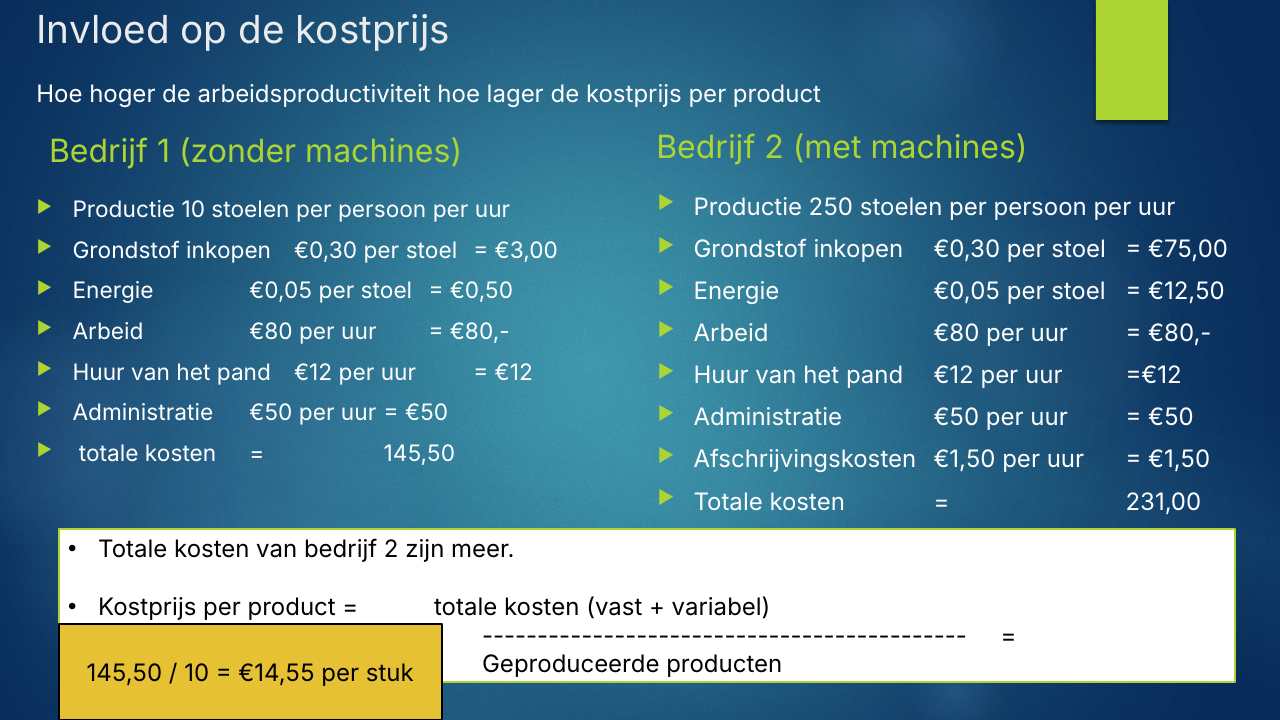 Invloed op de kostprijs
Hoe hoger de arbeidsproductiviteit hoe lager de kostprijs per product
Bedrijf 1 (zonder machines)
Productie 10 stoelen per persoon per uur
Grondstof inkopen €0,30 per stoel = €3,00
Energie €0,05 per stoel = €0,50
Arbeid €80 per uur = €80,-
Huur van het pand €12 per uur = €12
Administratie €50 per uur = €50
totale kosten = 145,50
Bedrijf 2 (met machines)
Productie 250 stoelen per persoon per uur
Grondstof inkopen €0,30 per stoel = €75,00
Energie €0,05 per stoel = €12,50
Arbeid €80 per uur = €80,-
Huur van het pand €12 per uur =€12
Administratie €50 per uur = €50
Afschrijvingskosten €1,50 per uur = €1,50
Totale kosten = 231,00
• Totale kosten van bedrijf 2 zijn meer.
• Kostprijs per product = totale kosten (vast + variabel)
-------------------------------------------- =
Geproduceerde producten
145,50 / 10 = €14,55 per stuk